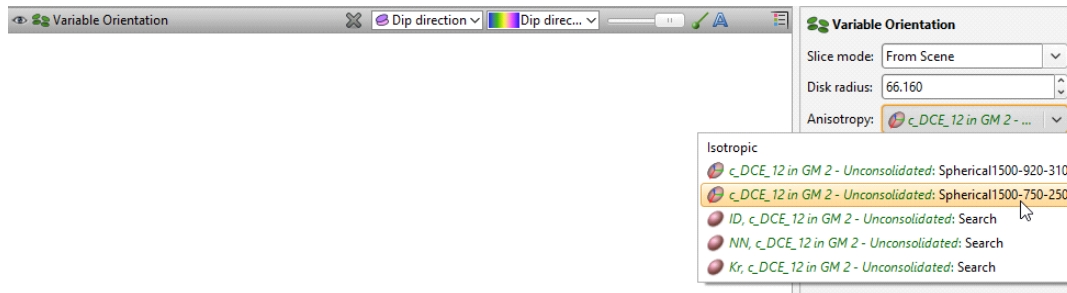 Variable Orientation
Dip direction
Dip direc...
Variable Orientation
Slice mode: From Scene
Disk radius: 66.160
Anisotropy: c_DCE_12 in GM 2 - ...
Isotropic
c_DCE_12 in GM 2 - Unconsolidated: Spherical1500-920-310
c_DCE_12 in GM 2 - Unconsolidated: Spherical1500-750-250
ID, c_DCE_12 in GM 2 - Unconsolidated: Search
NN, c_DCE_12 in GM 2 - Unconsolidated: Search
Kr, c_DCE_12 in GM 2 - Unconsolidated: Search